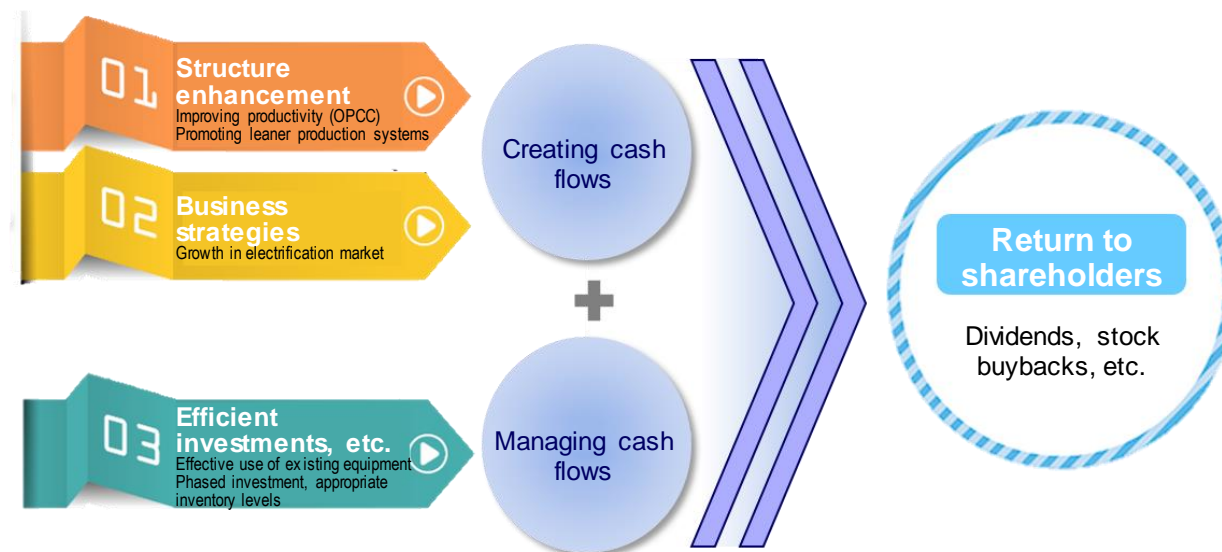 01
Structure
enhancement
Improving productivity (OPCC)
Promoting leaner production systems
02
Business
strategies
Growth in electrification market
03
Efficient
investments, etc.
Effective use of existing equipment
Phased investment, appropriate
inventory levels
Creating cash
flows
Managing cash
flows
Return to
shareholders
Dividends, stock
buybacks, etc.